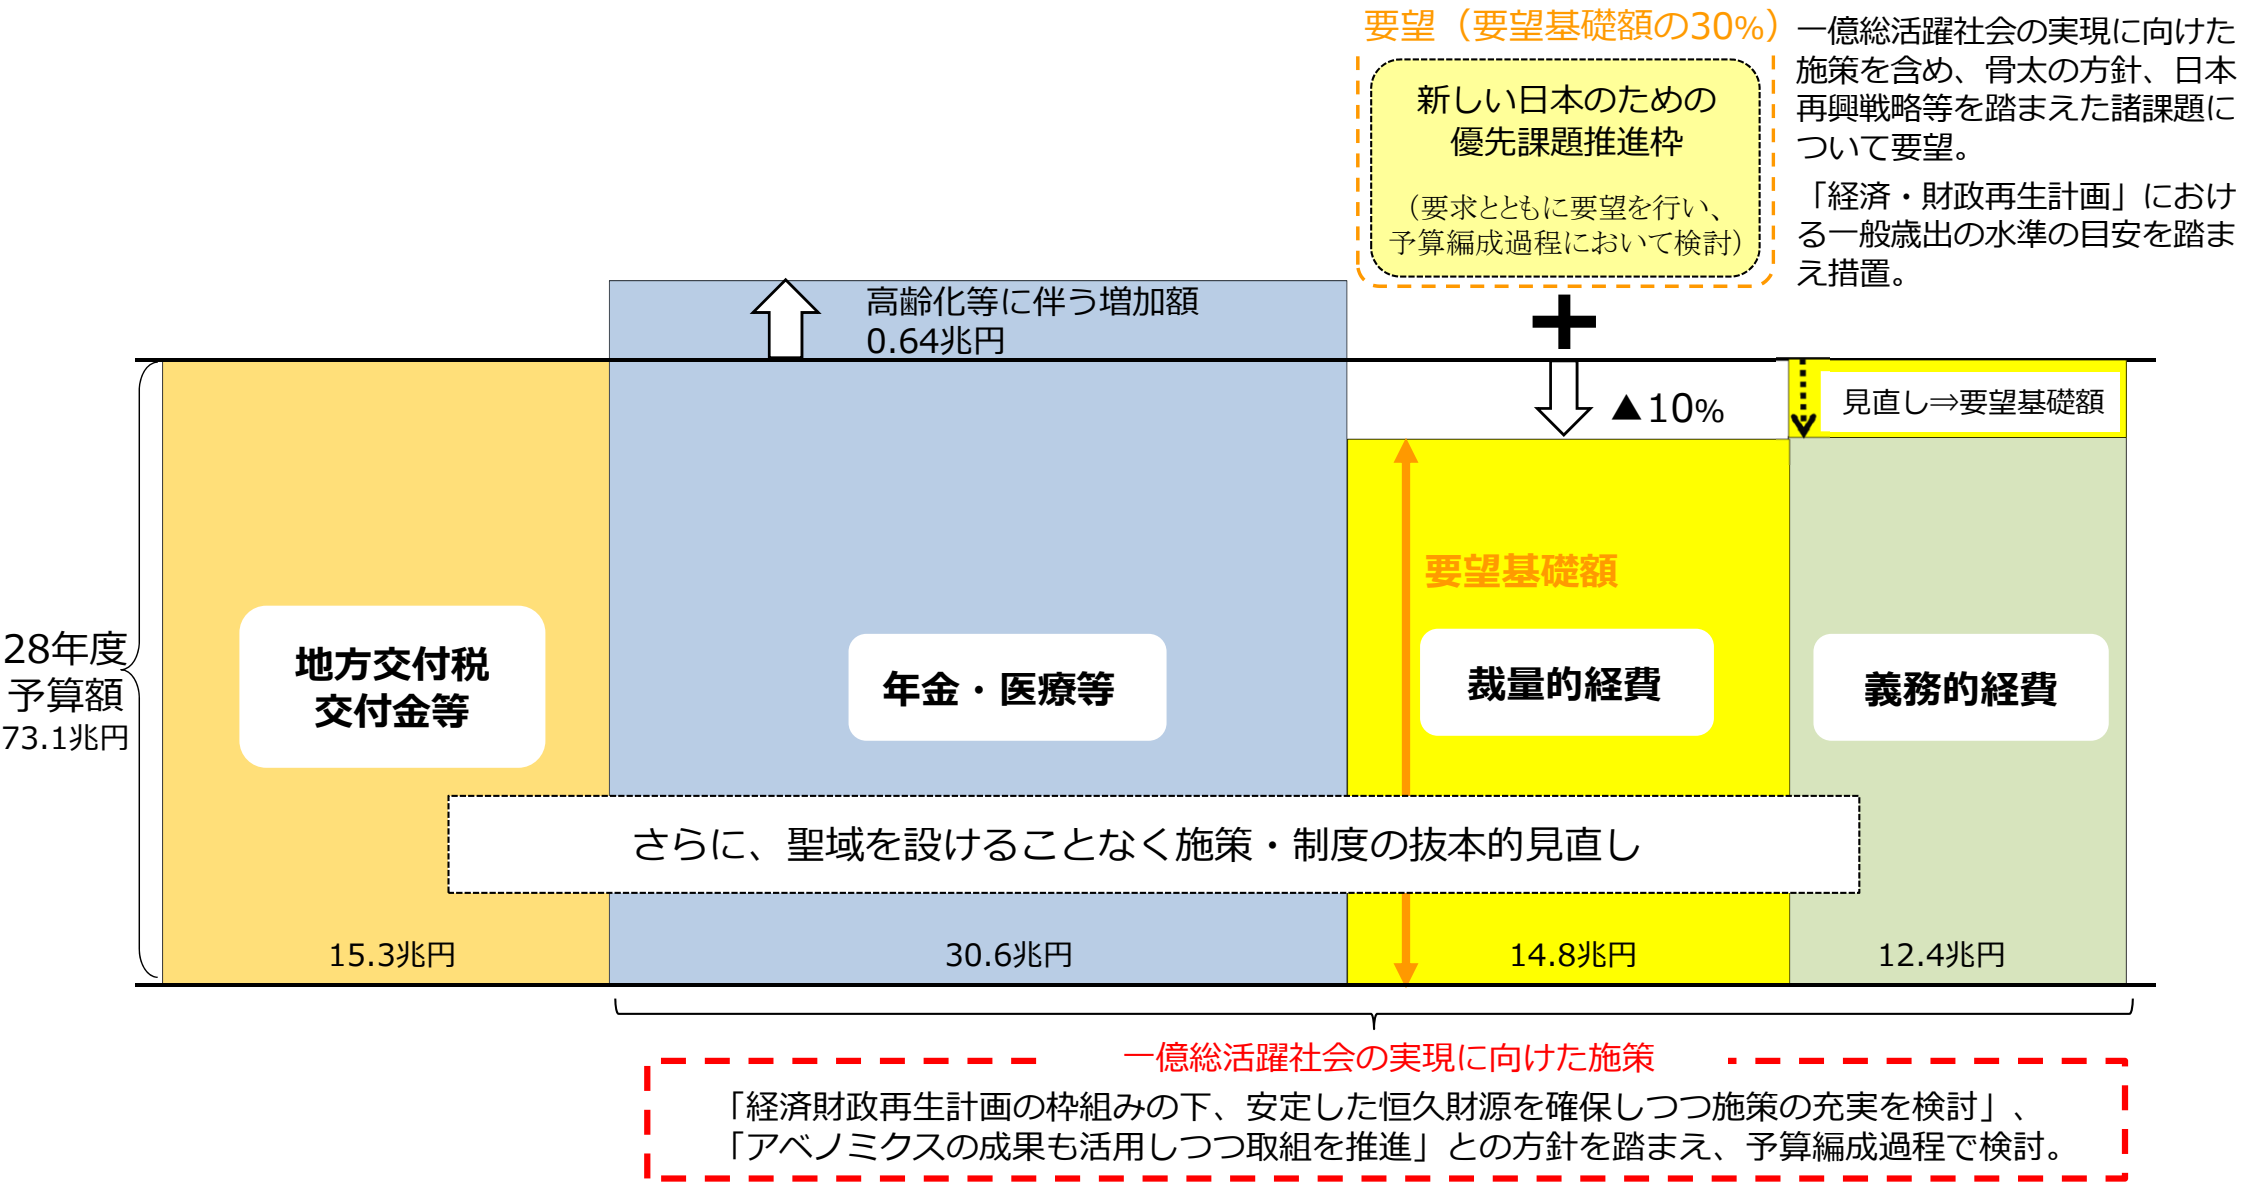 要望（要望基礎額の30%）
新しい日本のための
優先課題推進枠
（要求とともに要望を行い、
予算編成過程において検討）
一億総活躍社会の実現に向けた
施策を含め、骨太の方針、日本
再興戦略等を踏まえた諸課題に
ついて要望。
「経済・財政再生計画」におけ
る一般歳出の水準の目安を踏ま
え措置。
高齢化等に伴う増加額
0.64兆円
＋
▲10%
見直し⇒要望基礎額
要望基礎額
28年度
予算額
73.1兆円
地方交付税
交付金等
年金・医療等
裁量的経費
義務的経費
さらに、聖域を設けることなく施策・制度の抜本的見直し
15.3兆円
30.6兆円
14.8兆円
12.4兆円
一億総活躍社会の実現に向けた施策
「経済財政再生計画の枠組みの下、安定した恒久財源を確保しつつ施策の充実を検討」、
「アベノミクスの成果も活用しつつ取組を推進」との方針を踏まえ、予算編成過程で検討。